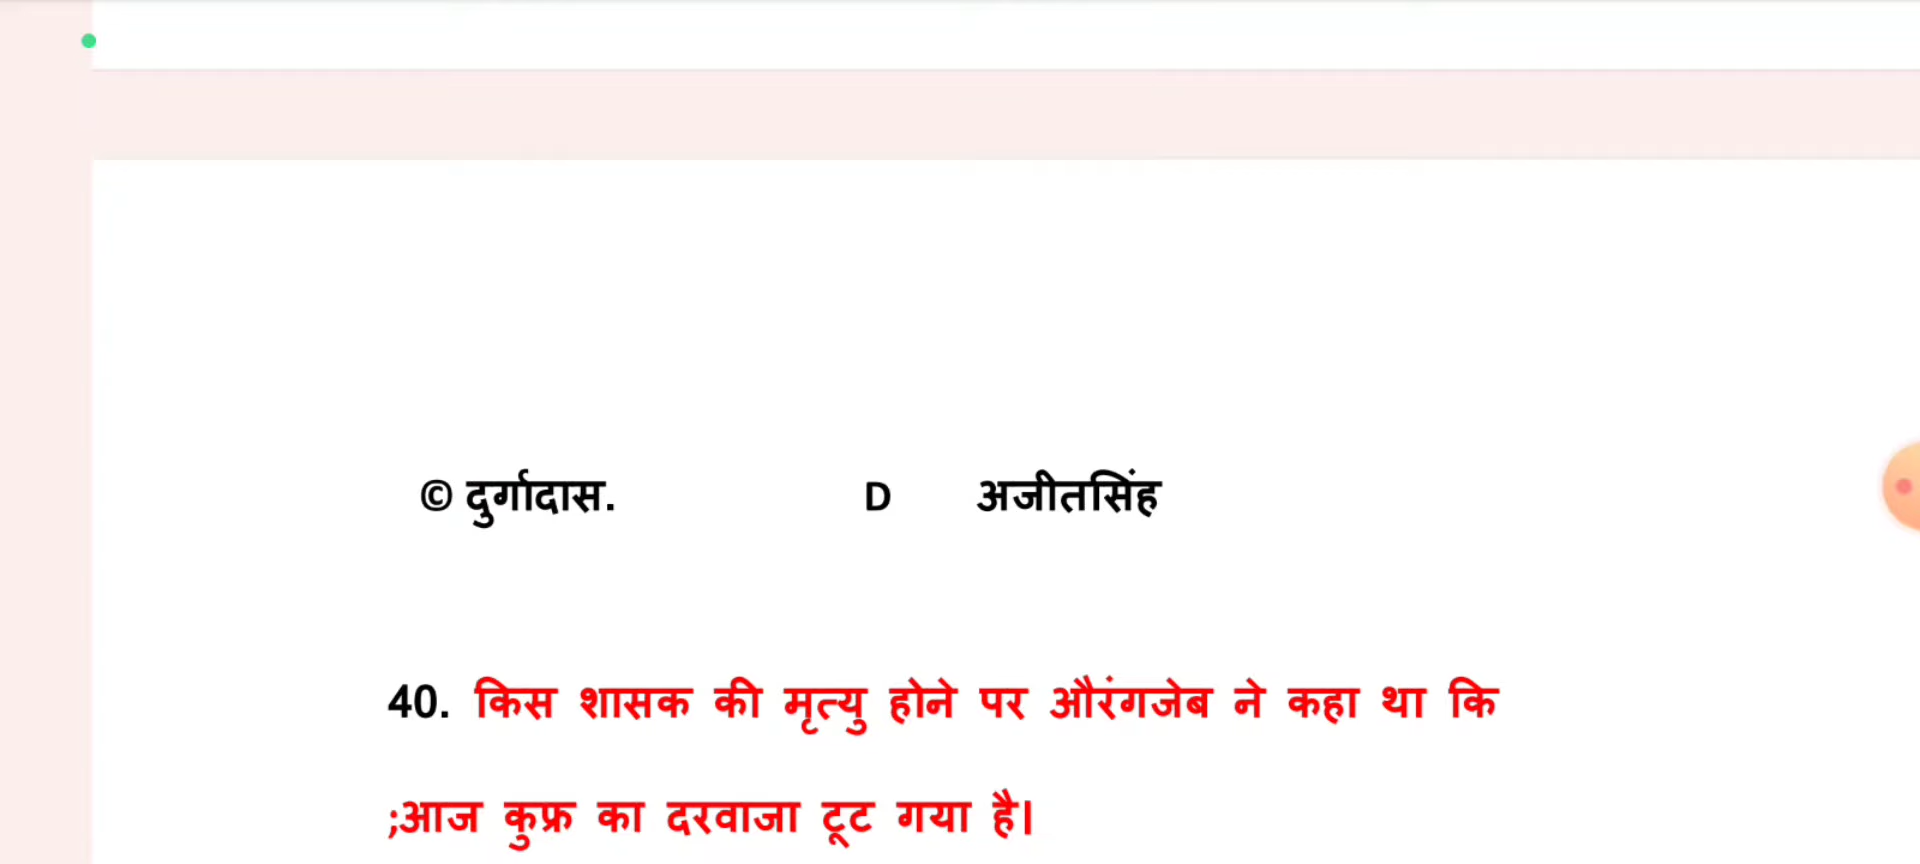 © दुर्गादास. D अजीतसिंह
40. किस शासक की मृत्यु होने पर औरंगजेब ने कहा था कि
;आज कुफ्र का दरवाजा टूट गया है।